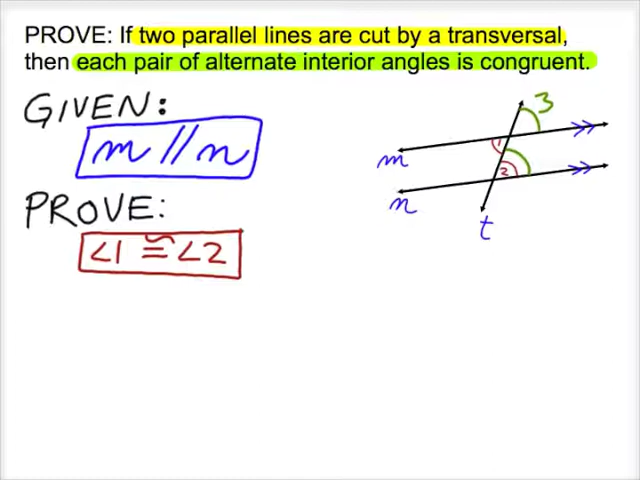 PROVE: If two parallel lines are cut by a transversal,
then each pair of alternate interior angles is congruent.
GIVEN:
m // n
PROVE:
∠1 ≅ ∠2
3
1
m
2
n
t